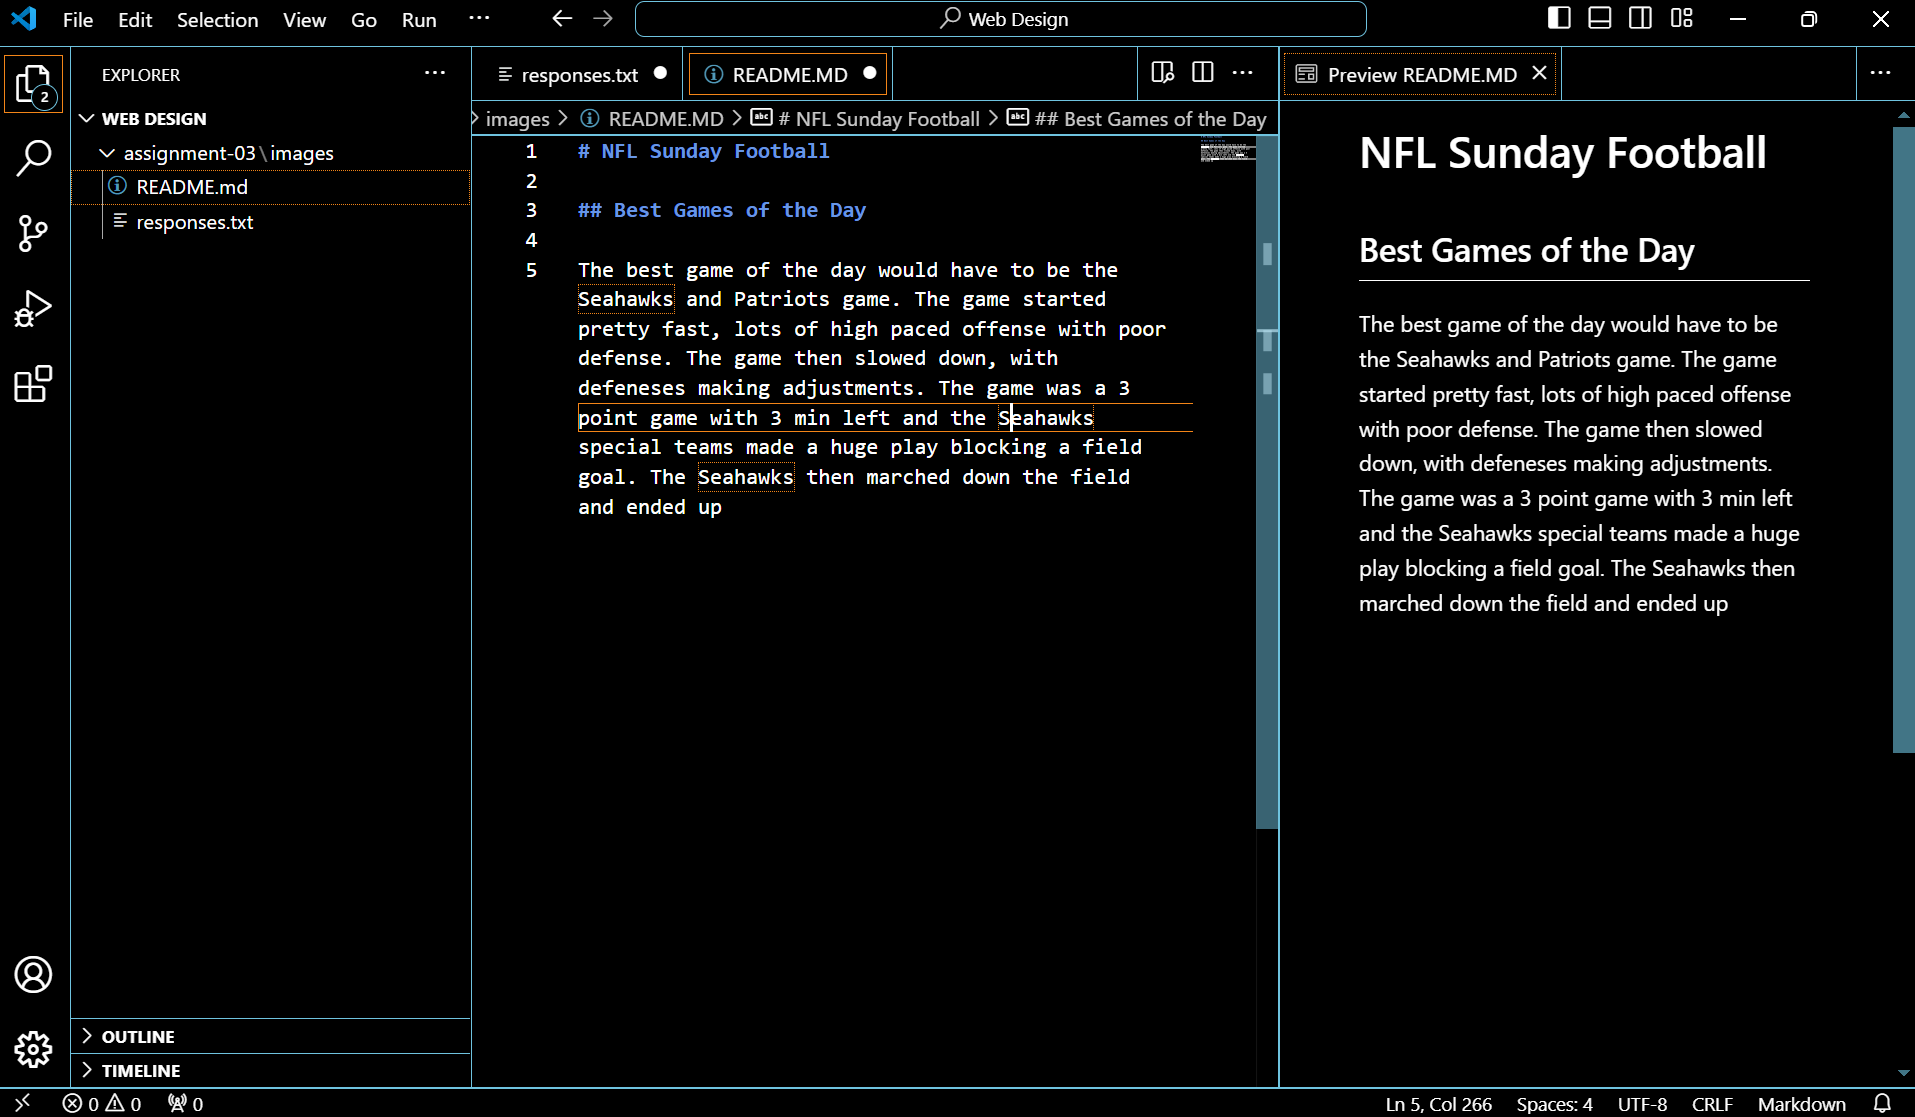 File Edit Selection View Go Run ··· Web Design
EXPLORER ···
2
WEB DESIGN
assignment-03\images
README.md
responses.txt
OUTLINE
TIMELINE
responses.txt README.MD ···
images > README.MD > # NFL Sunday Football > ## Best Games of the Day
1 # NFL Sunday Football
2
3 ## Best Games of the Day
4
5 The best game of the day would have to be the
Seahawks and Patriots game. The game started
pretty fast, lots of high paced offense with poor
defense. The game then slowed down, with
defeneses making adjustments. The game was a 3
point game with 3 min left and the Seahawks
special teams made a huge play blocking a field
goal. The Seahawks then marched down the field
and ended up
Preview README.MD ···
NFL Sunday Football
Best Games of the Day
The best game of the day would have to be
the Seahawks and Patriots game. The game
started pretty fast, lots of high paced offense
with poor defense. The game then slowed
down, with defeneses making adjustments.
The game was a 3 point game with 3 min left
and the Seahawks special teams made a huge
play blocking a field goal. The Seahawks then
marched down the field and ended up
0 0 0 Ln 5, Col 266 Spaces: 4 UTF-8 CRLF Markdown